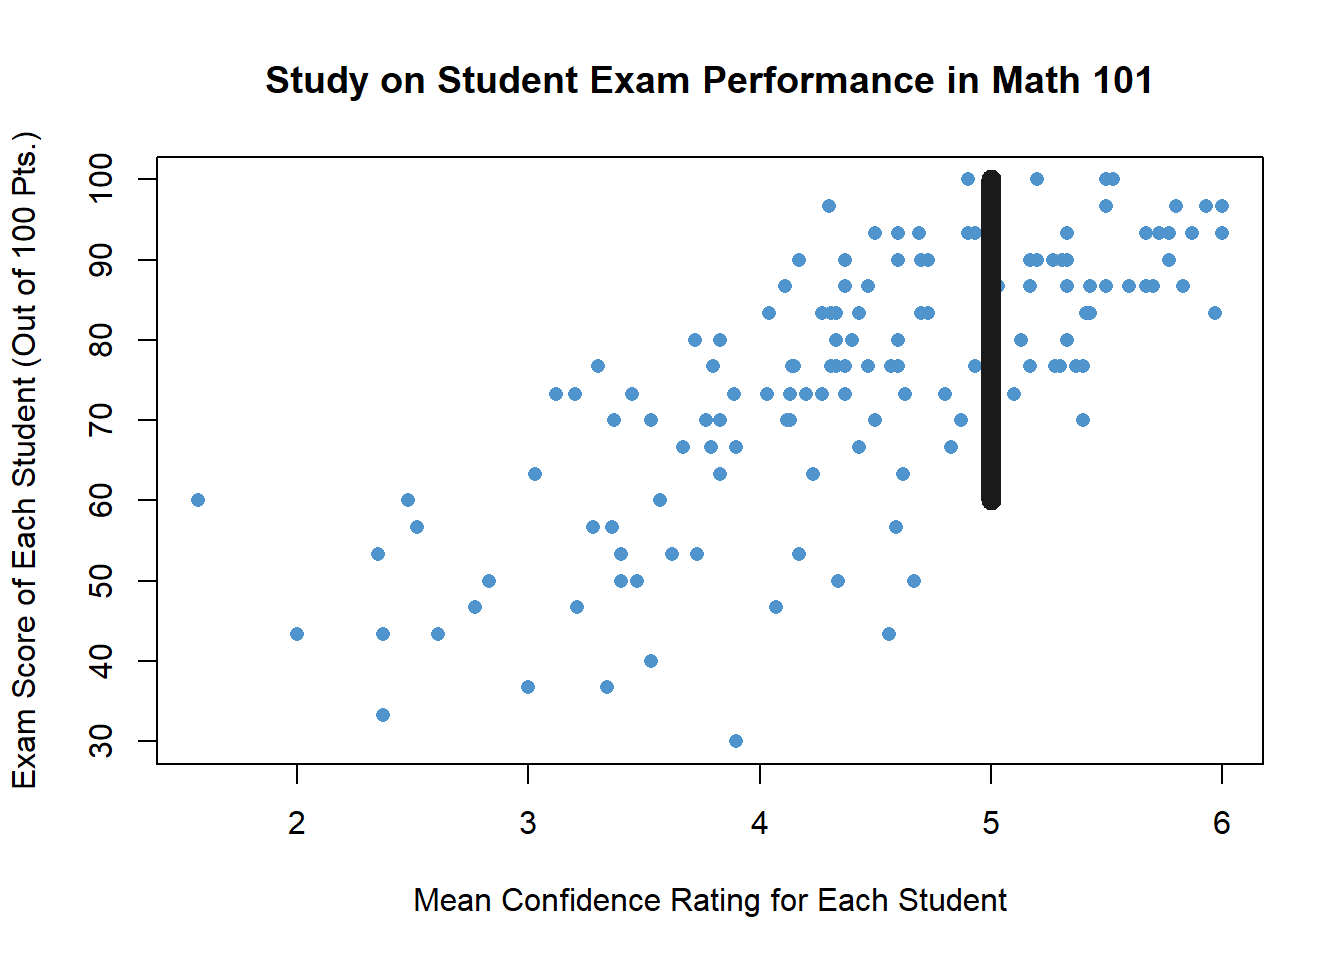 Study on Student Exam Performance in Math 101
Exam Score of Each Student (Out of 100 Pts.)
100
90
80
70
60
50
40
30
2 3 4 5 6
Mean Confidence Rating for Each Student